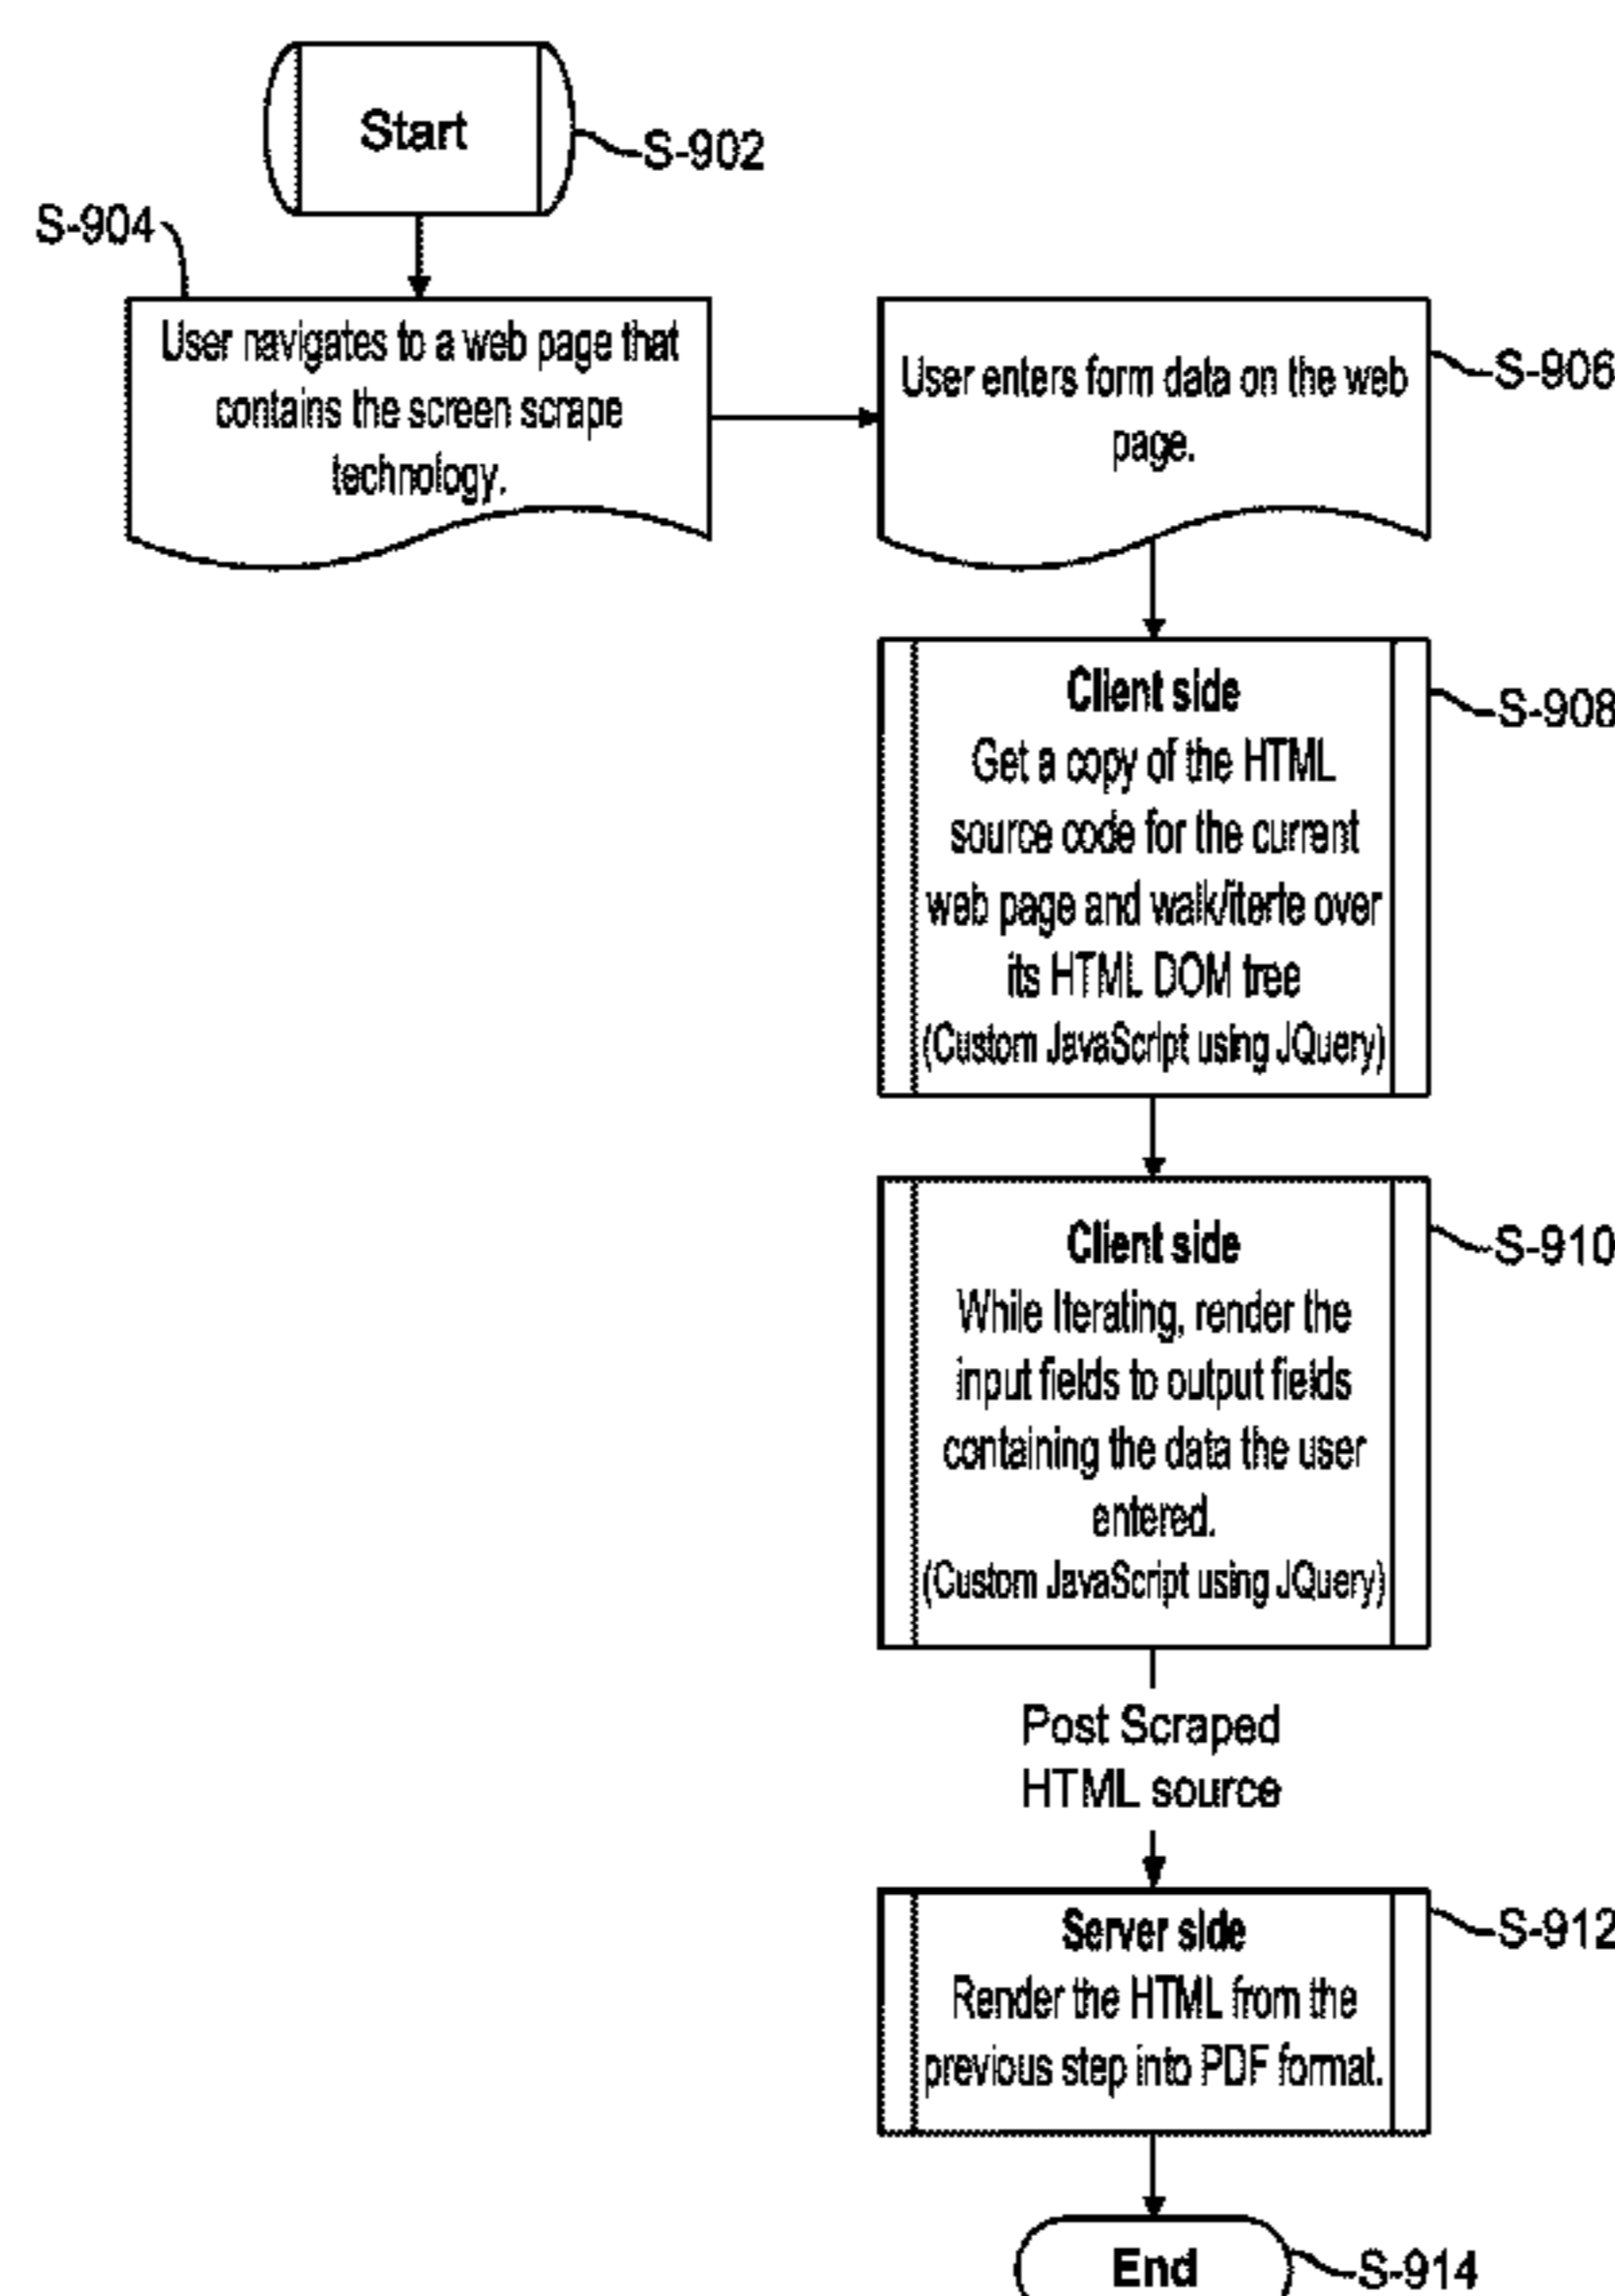 Start
S-902
S-904
User navigates to a web page that
contains the screen scrape
technology.
User enters form data on the web
page.
S-906
Client side
Get a copy of the HTML
source code for the current
web page and walk/iterte over
its HTML DOM tree
(Custom JavaScript using JQuery)
S-908
Client side
While Iterating, render the
input fields to output fields
containing the data the user
entered.
(Custom JavaScript using JQuery)
S-910
Post Scraped
HTML source
Server side
Render the HTML from the
previous step into PDF format.
S-912
End
S-914